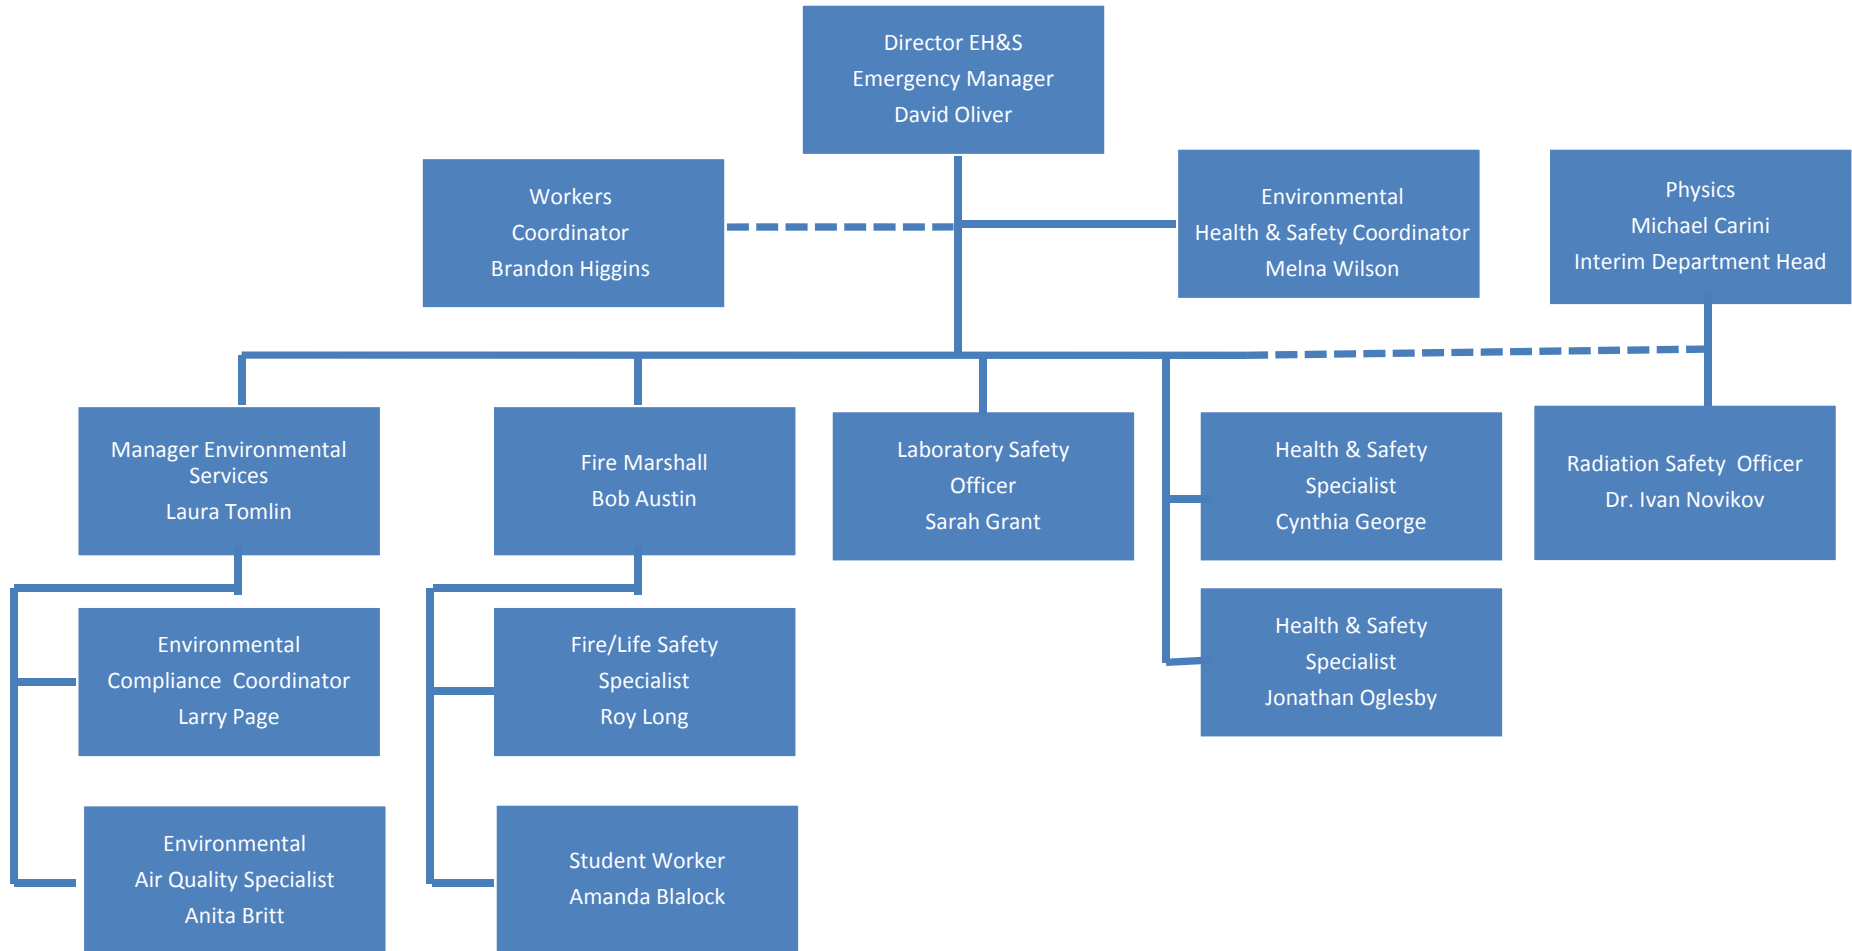 Director EH&S
Emergency Manager
David Oliver
Workers
Coordinator
Brandon Higgins
Environmental
Health & Safety Coordinator
Melna Wilson
Physics
Michael Carini
Interim Department Head
Manager Environmental
Services
Laura Tomlin
Fire Marshall
Bob Austin
Laboratory Safety
Officer
Sarah Grant
Health & Safety
Specialist
Cynthia George
Radiation Safety  Officer
Dr. Ivan Novikov
Environmental
Compliance  Coordinator
Larry Page
Fire/Life Safety
Specialist
Roy Long
Health & Safety
Specialist
Jonathan Oglesby
Environmental
Air Quality Specialist
Anita Britt
Student Worker
Amanda Blalock